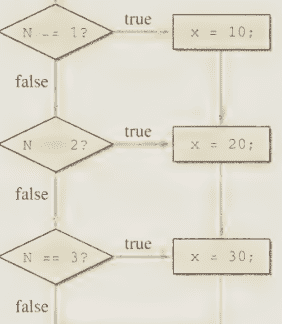 true
N == 1?
x = 10;
false
true
N 2?
x = 20;
false
true
N == 3?
x = 30;
false